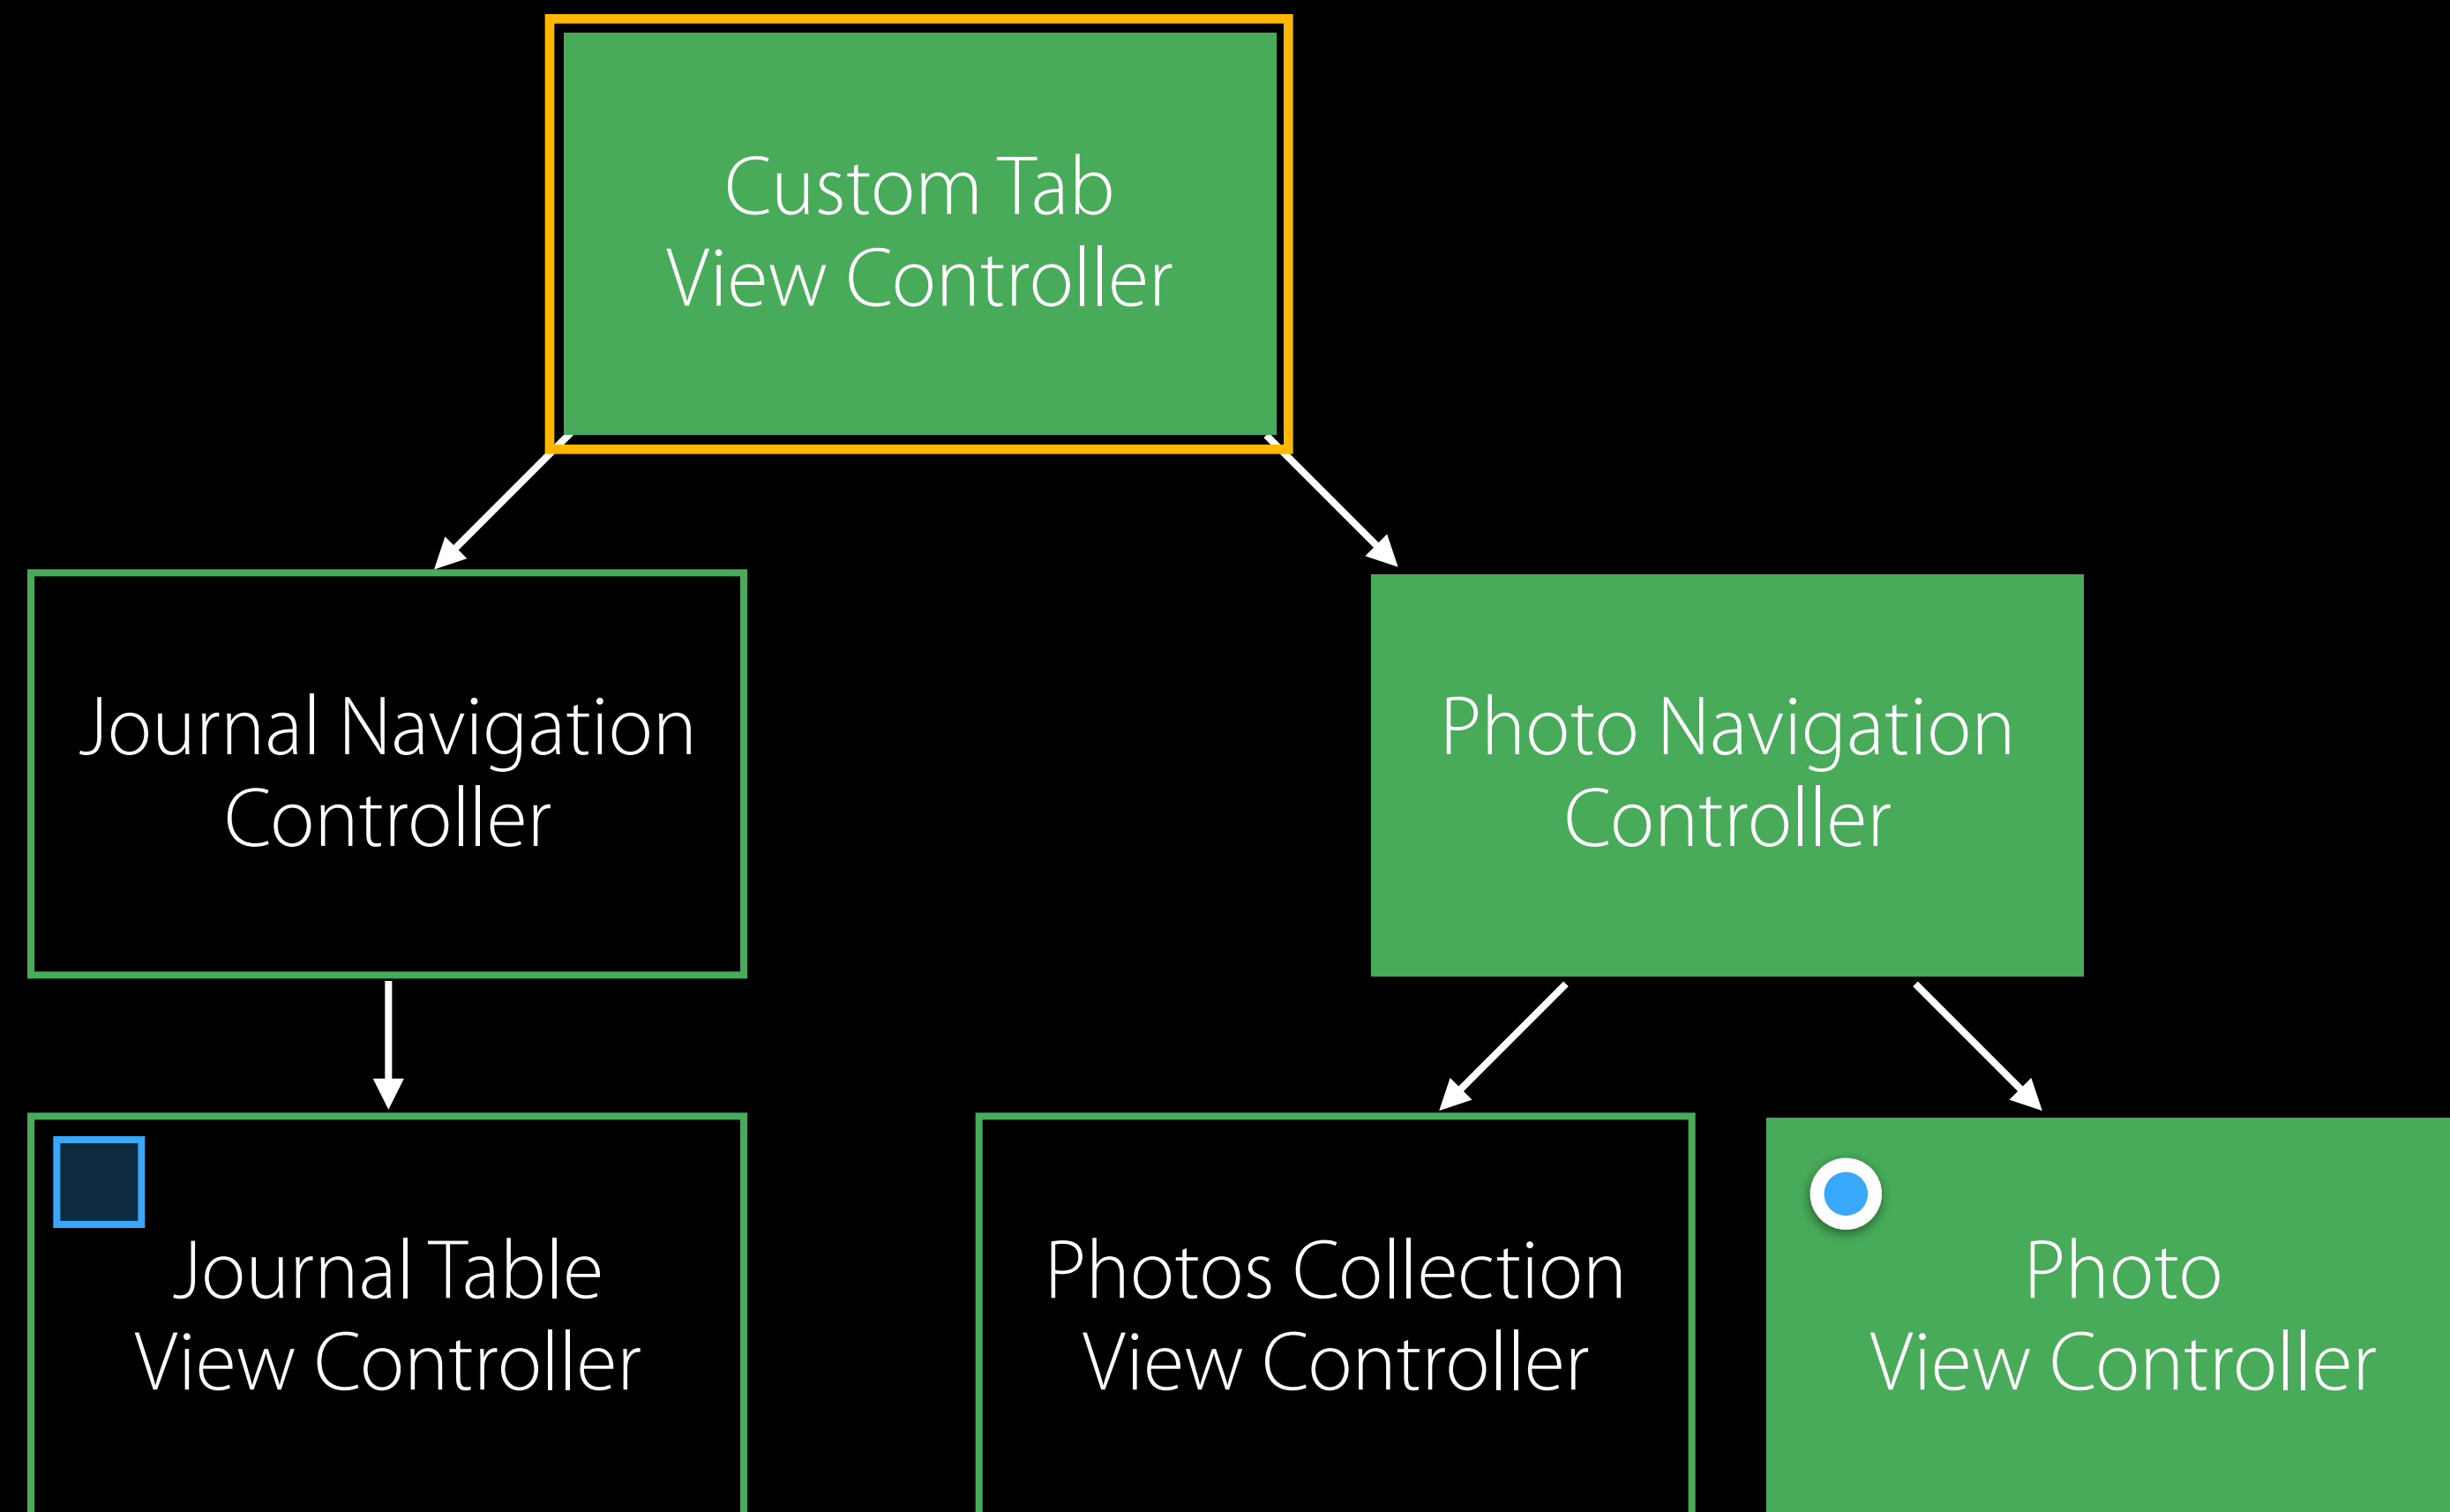 Custom Tab
View Controller
Journal Navigation
Controller
Photo Navigation
Controller
Journal Table
View Controller
Photos Collection
View Controller
Photo
View Controller